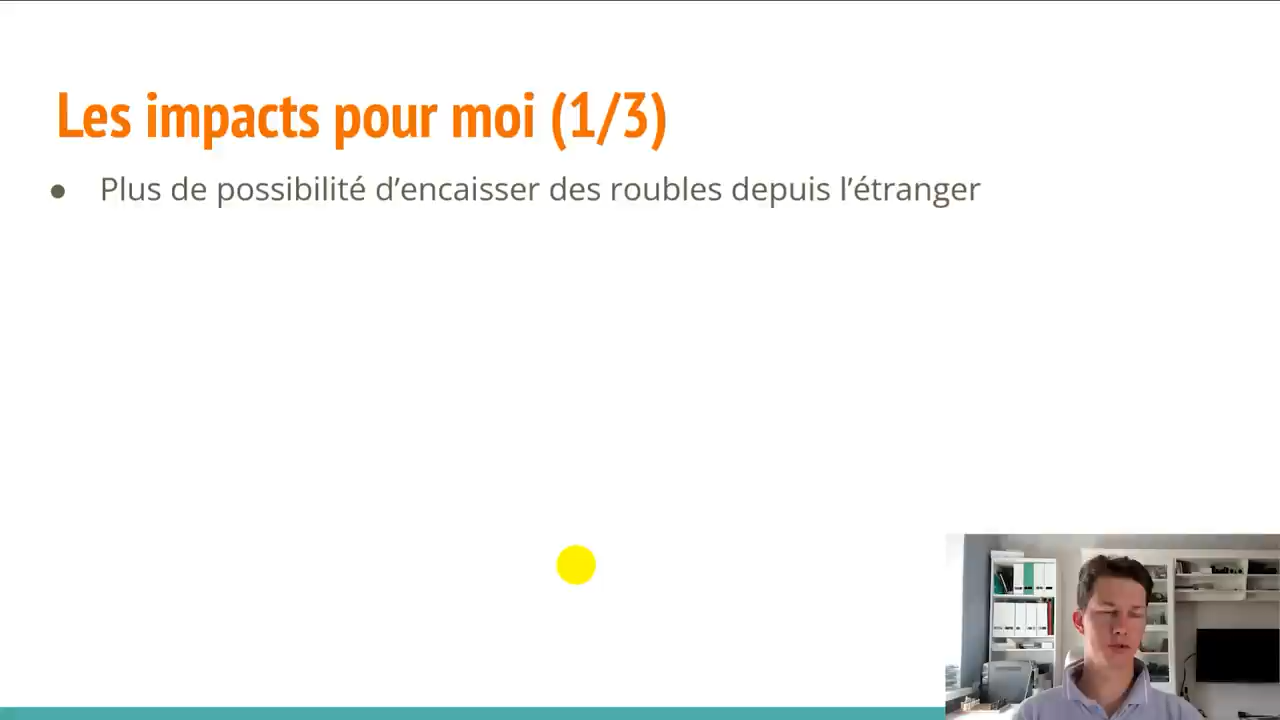 Les impacts pour moi (1/3)
● Plus de possibilité d’encaisser des roubles depuis l’étranger